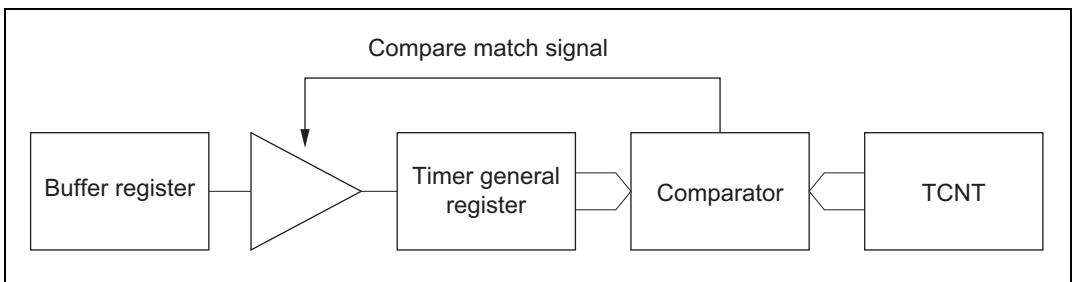 Compare match signal
Buffer register
Timer general
register
Comparator
TCNT